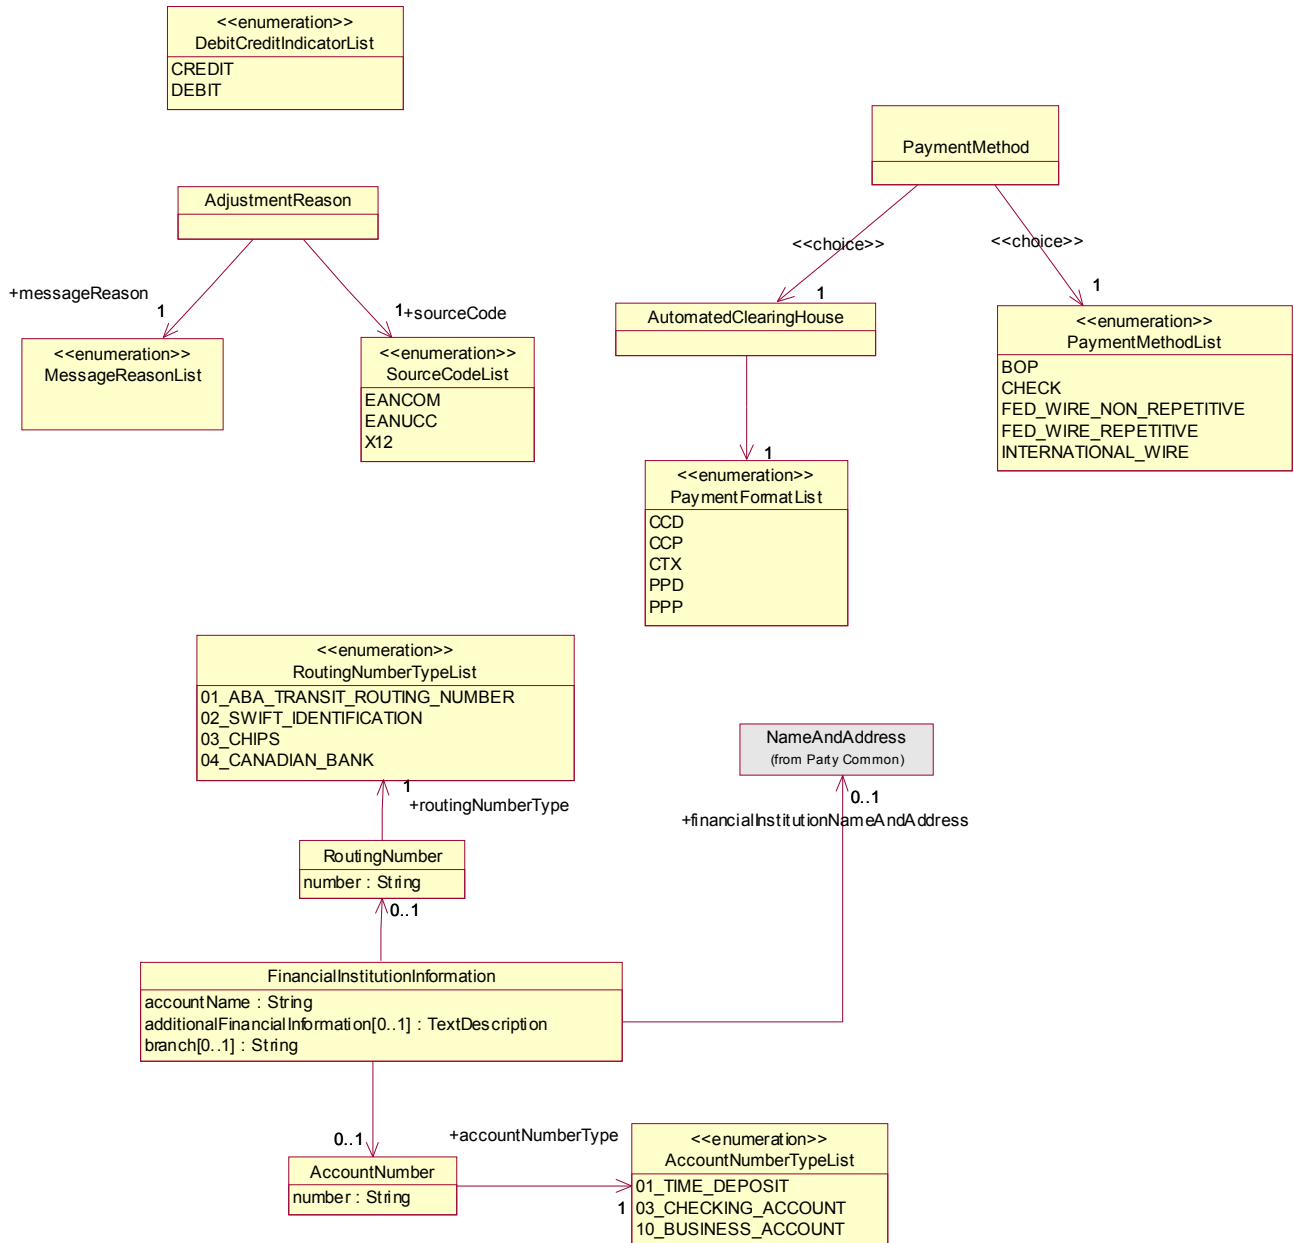 <<enumeration>>
DebitCreditIndicatorList
CREDIT
DEBIT
PaymentMethod
AdjustmentReason
<<choice>>
<<choice>>
+messageReason
1
1
+sourceCode
1
1
<<enumeration>>
MessageReasonList
<<enumeration>>
SourceCodeList
EANCOM
EANUCC
X12
AutomatedClearingHouse
<<enumeration>>
PaymentMethodList
BOP
CHECK
FED_WIRE_NON_REPETITIVE
FED_WIRE_REPETITIVE
INTERNATIONAL_WIRE
1
<<enumeration>>
PaymentFormatList
CCD
CCP
CTX
PPD
PPP
<<enumeration>>
RoutingNumberTypeList
01_ABA_TRANSIT_ROUTING_NUMBER
02_SWIFT_IDENTIFICATION
03_CHIPS
04_CANADIAN_BANK
1
+routingNumberType
NameAndAddress
(from Party Common)
0..1
+financialInstitutionNameAndAddress
RoutingNumber
number : String
0..1
FinancialInstitutionInformation
accountName : String
additionalFinancialInformation[0..1] : TextDescription
branch[0..1] : String
0..1
+accountNumberType
AccountNumber
number : String
1
<<enumeration>>
AccountNumberTypeList
01_TIME_DEPOSIT
03_CHECKING_ACCOUNT
10_BUSINESS_ACCOUNT